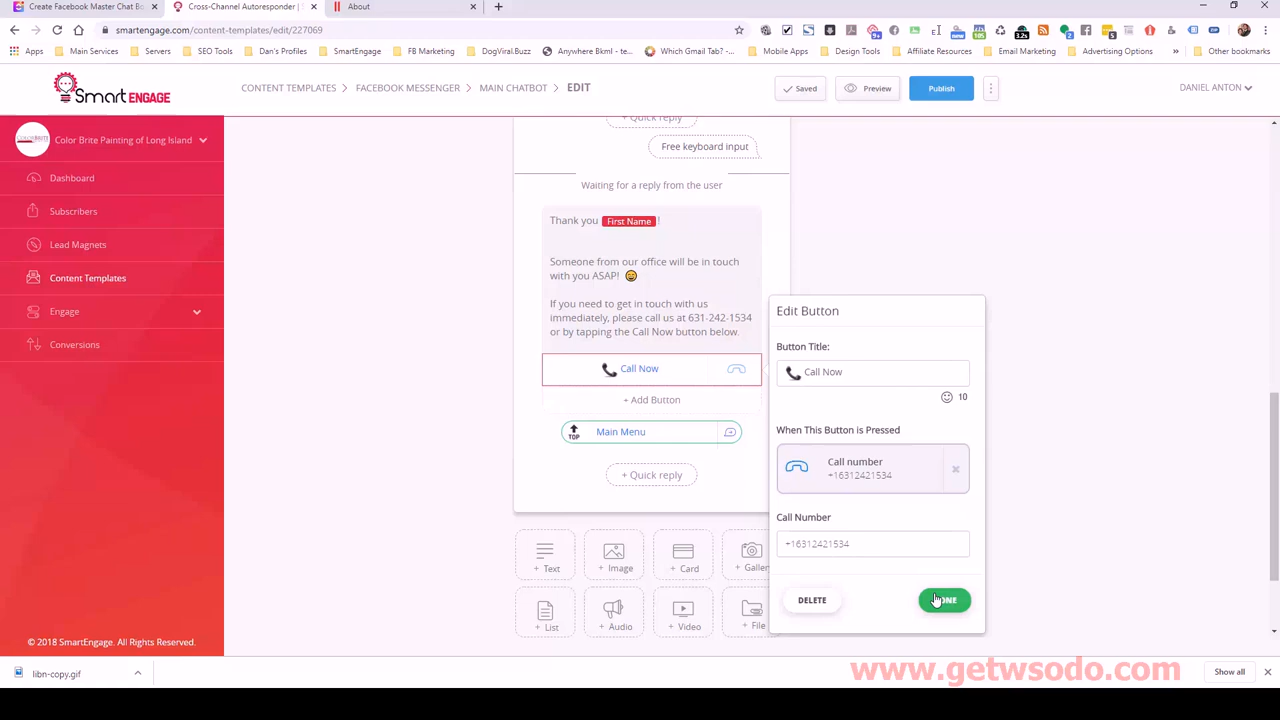 Create Facebook Master Chat Bo
Cross-Channel Autoresponder | S
About
smartengage.com/content-templates/edit/227069
Apps
Main Services
Servers
SEO Tools
Dan's Profiles
SmartEngage
FB Marketing
DogViral.Buzz
Anywhere Bkml - te...
Which Gmail Tab? -...
Mobile Apps
Design Tools
Affiliate Resources
Email Marketing
Advertising Options
»
Other bookmarks
Smart ENGAGE
CONTENT TEMPLATES > FACEBOOK MESSENGER > MAIN CHATBOT > EDIT
Saved
Preview
Publish
DANIEL ANTON
Color Brite Painting of Long Island
Dashboard
Subscribers
Lead Magnets
Content Templates
Engage
Conversions
© 2018 SmartEngage. All Rights Reserved.
+ Quick reply
Free keyboard input
Waiting for a reply from the user
Thank you First Name !
Someone from our office will be in touch
with you ASAP! 😄
If you need to get in touch with us
immediately, please call us at 631-242-1534
or by tapping the Call Now button below.
📞 Call Now
+ Add Button
TOP Main Menu
+ Quick reply
+ Text
+ Image
+ Card
+ Galler
+ List
+ Audio
+ Video
+ File
Edit Button
Button Title:
📞 Call Now
10
When This Button is Pressed
Call number
+16312421534
Call Number
+16312421534
DELETE
libn-copy.gif
www.getwsodo.com
Show all